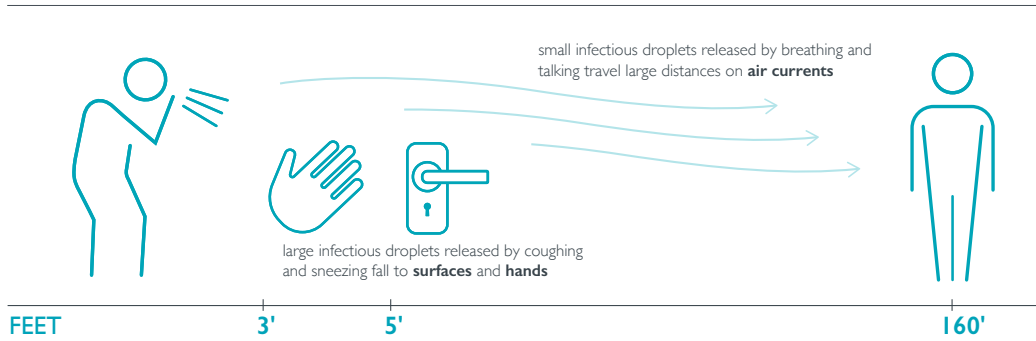 small infectious droplets released by breathing and
talking travel large distances on air currents
large infectious droplets released by coughing
and sneezing fall to surfaces and hands
FEET 3' 5' 160'